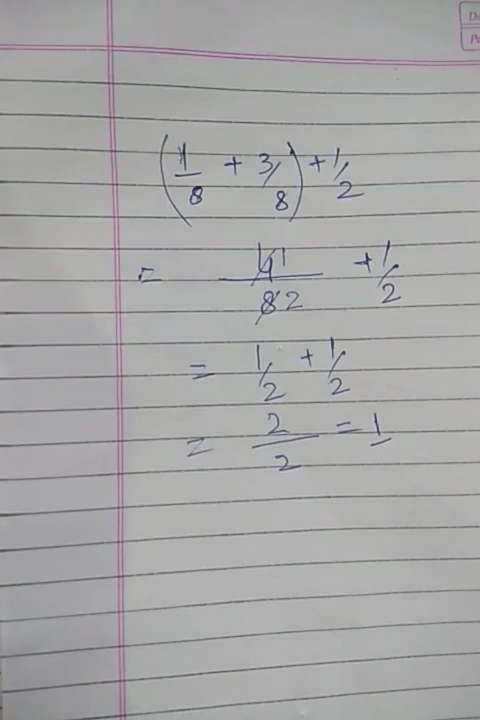 (1/8 + 3/8) + 1/2
= 4 1/8 2 + 1/2
= 1/2 + 1/2
= 2/2 = 1